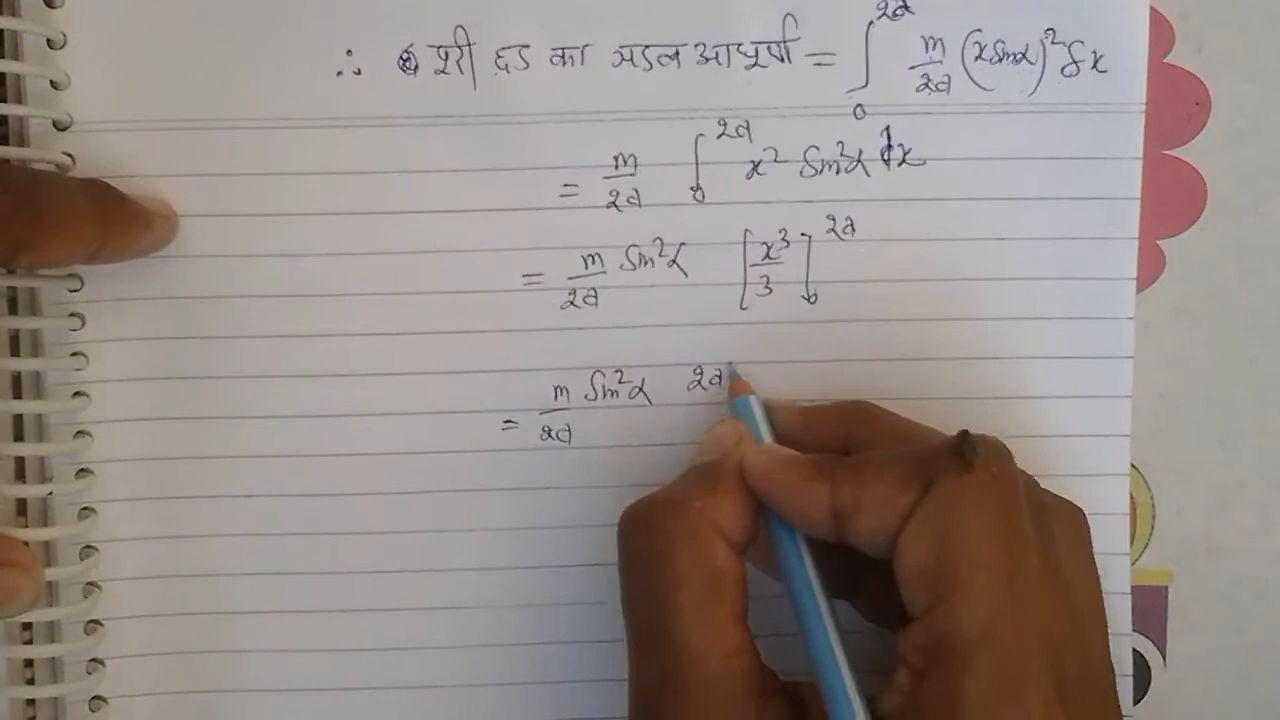 ∴ पूरी छड़ का जड़त्व आघूर्ण = ∫₀^{2a} m/2a (x sinα)² δx
= m/2a ∫₀^{2a} x² sin²α dx
= m/2a sin²α [x³/3]₀^{2a}
= m/2a sin²α 2a